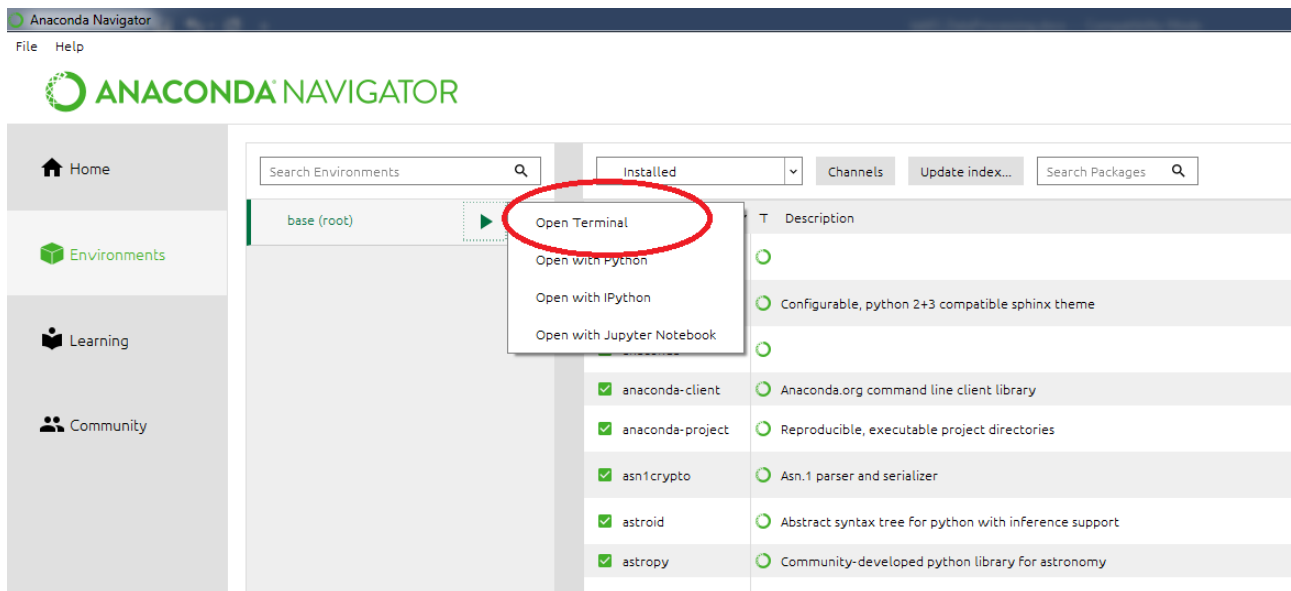 Anaconda Navigator
File Help
ANACONDA NAVIGATOR
Home
Environments
Learning
Community
Search Environments
base (root)
Installed
Channels
Update index...
Search Packages
T Description
Open Terminal
Open with Python
Open with IPython
Open with Jupyter Notebook
Configurable, python 2+3 compatible sphinx theme
anaconda-client Anaconda.org command line client library
anaconda-project Reproducible, executable project directories
asn1crypto Asn.1 parser and serializer
astroid Abstract syntax tree for python with inference support
astropy Community-developed python library for astronomy